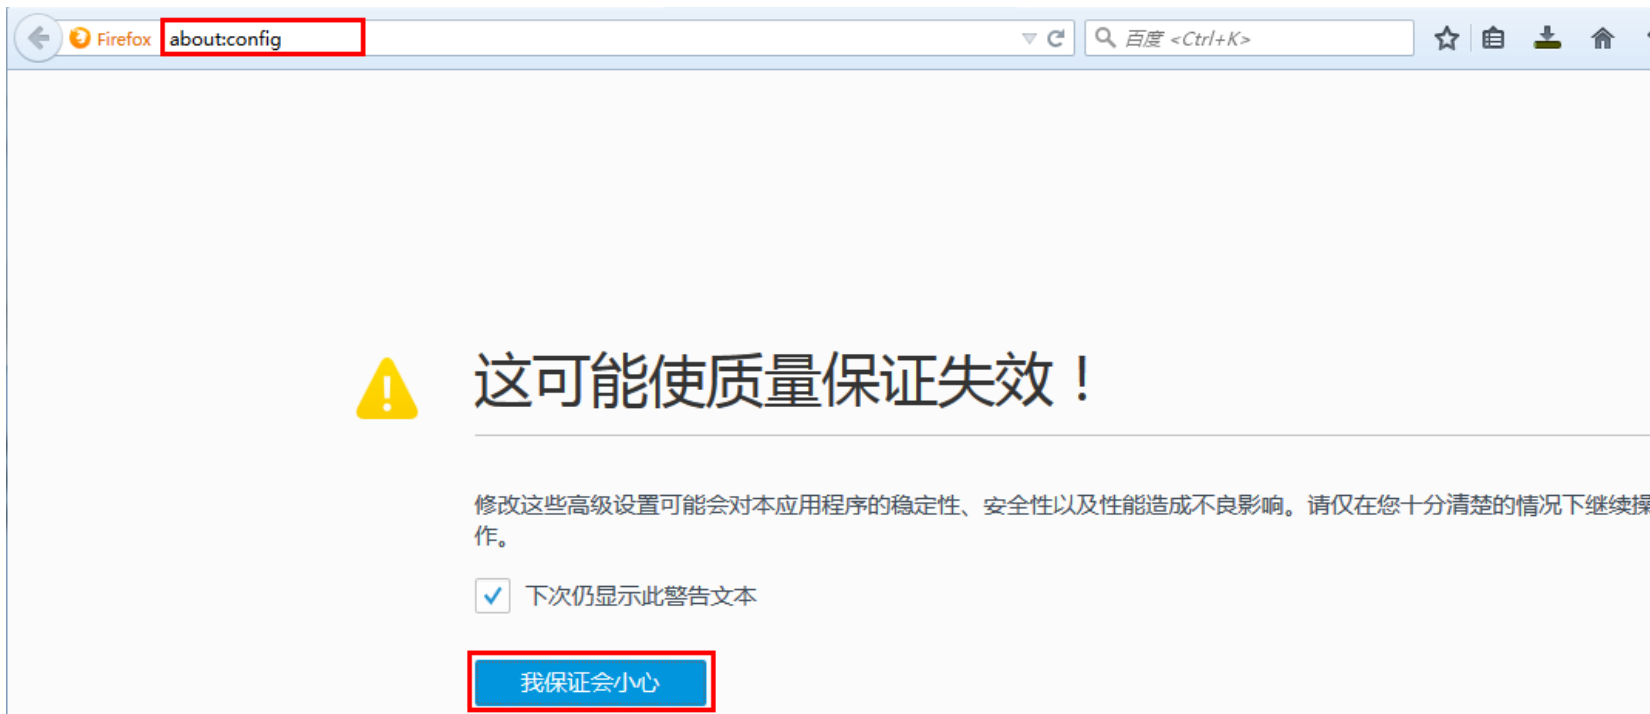 Firefox about:config 百度 <Ctrl+K>
这可能使质量保证失效！
修改这些高级设置可能会对本应用程序的稳定性、安全性以及性能造成不良影响。请仅在您十分清楚的情况下继续操
作。
下次仍显示此警告文本
我保证会小心